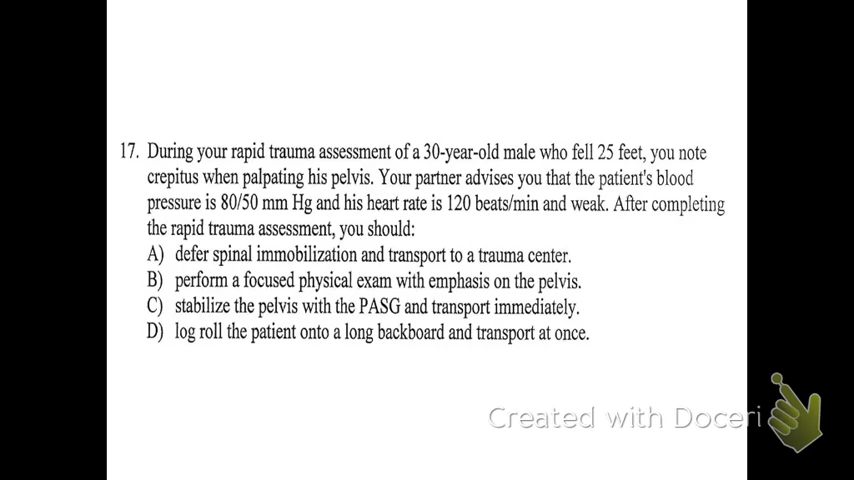 17. During your rapid trauma assessment of a 30-year-old male who fell 25 feet, you note
crepitus when palpating his pelvis. Your partner advises you that the patient's blood
pressure is 80/50 mm Hg and his heart rate is 120 beats/min and weak. After completing
the rapid trauma assessment, you should:
A) defer spinal immobilization and transport to a trauma center.
B) perform a focused physical exam with emphasis on the pelvis.
C) stabilize the pelvis with the PASG and transport immediately.
D) log roll the patient onto a long backboard and transport at once.
Created with Doceri